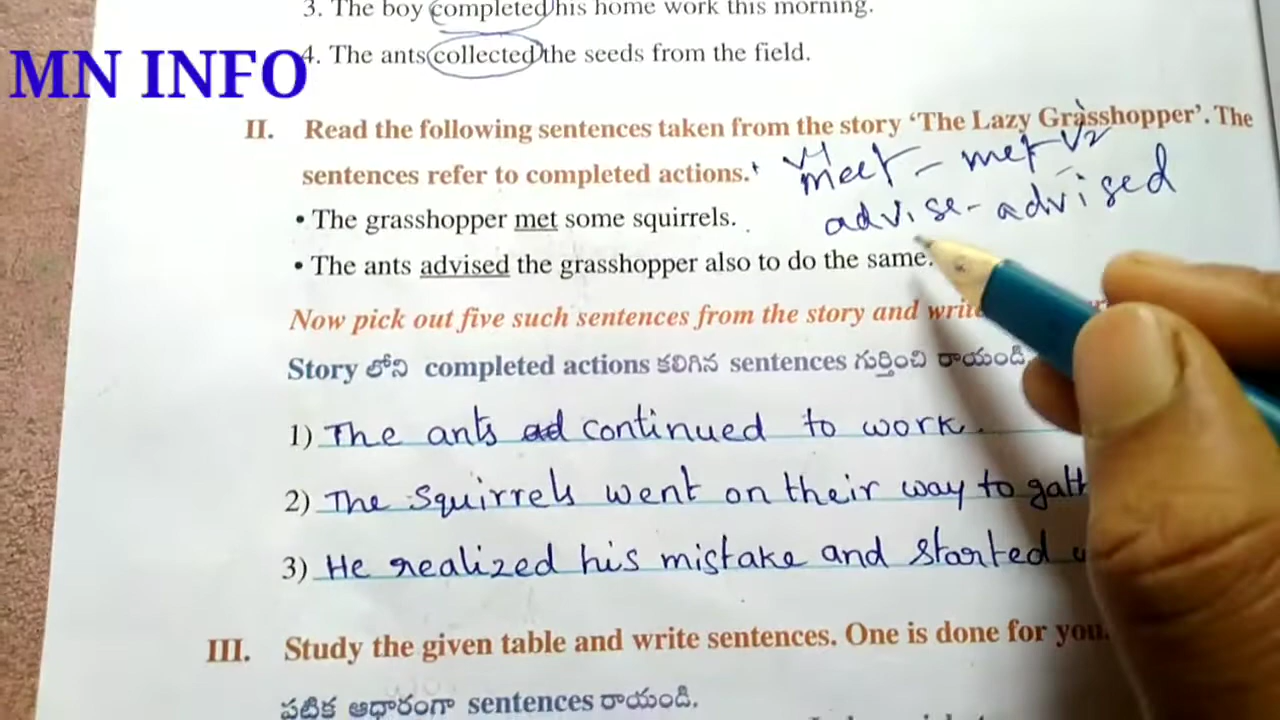 3. The boy completed his home work this morning.
MN INFO
4. The ants collected the seeds from the field.
II. Read the following sentences taken from the story ‘The Lazy Grasshopper’. The
sentences refer to completed actions.
V1 V2
meet - met
• The grasshopper met some squirrels.
advise - advised
• The ants advised the grasshopper also to do the same.
Now pick out five such sentences from the story and write
Story లోని completed actions కలిగిన sentences గుర్తించి రాయండి
1) The ants continued to work.
2) The squirrels went on their way to gath
3) He realized his mistake and started
III. Study the given table and write sentences. One is done for you.
పటిక ఆధారంగా sentences రాయండి.